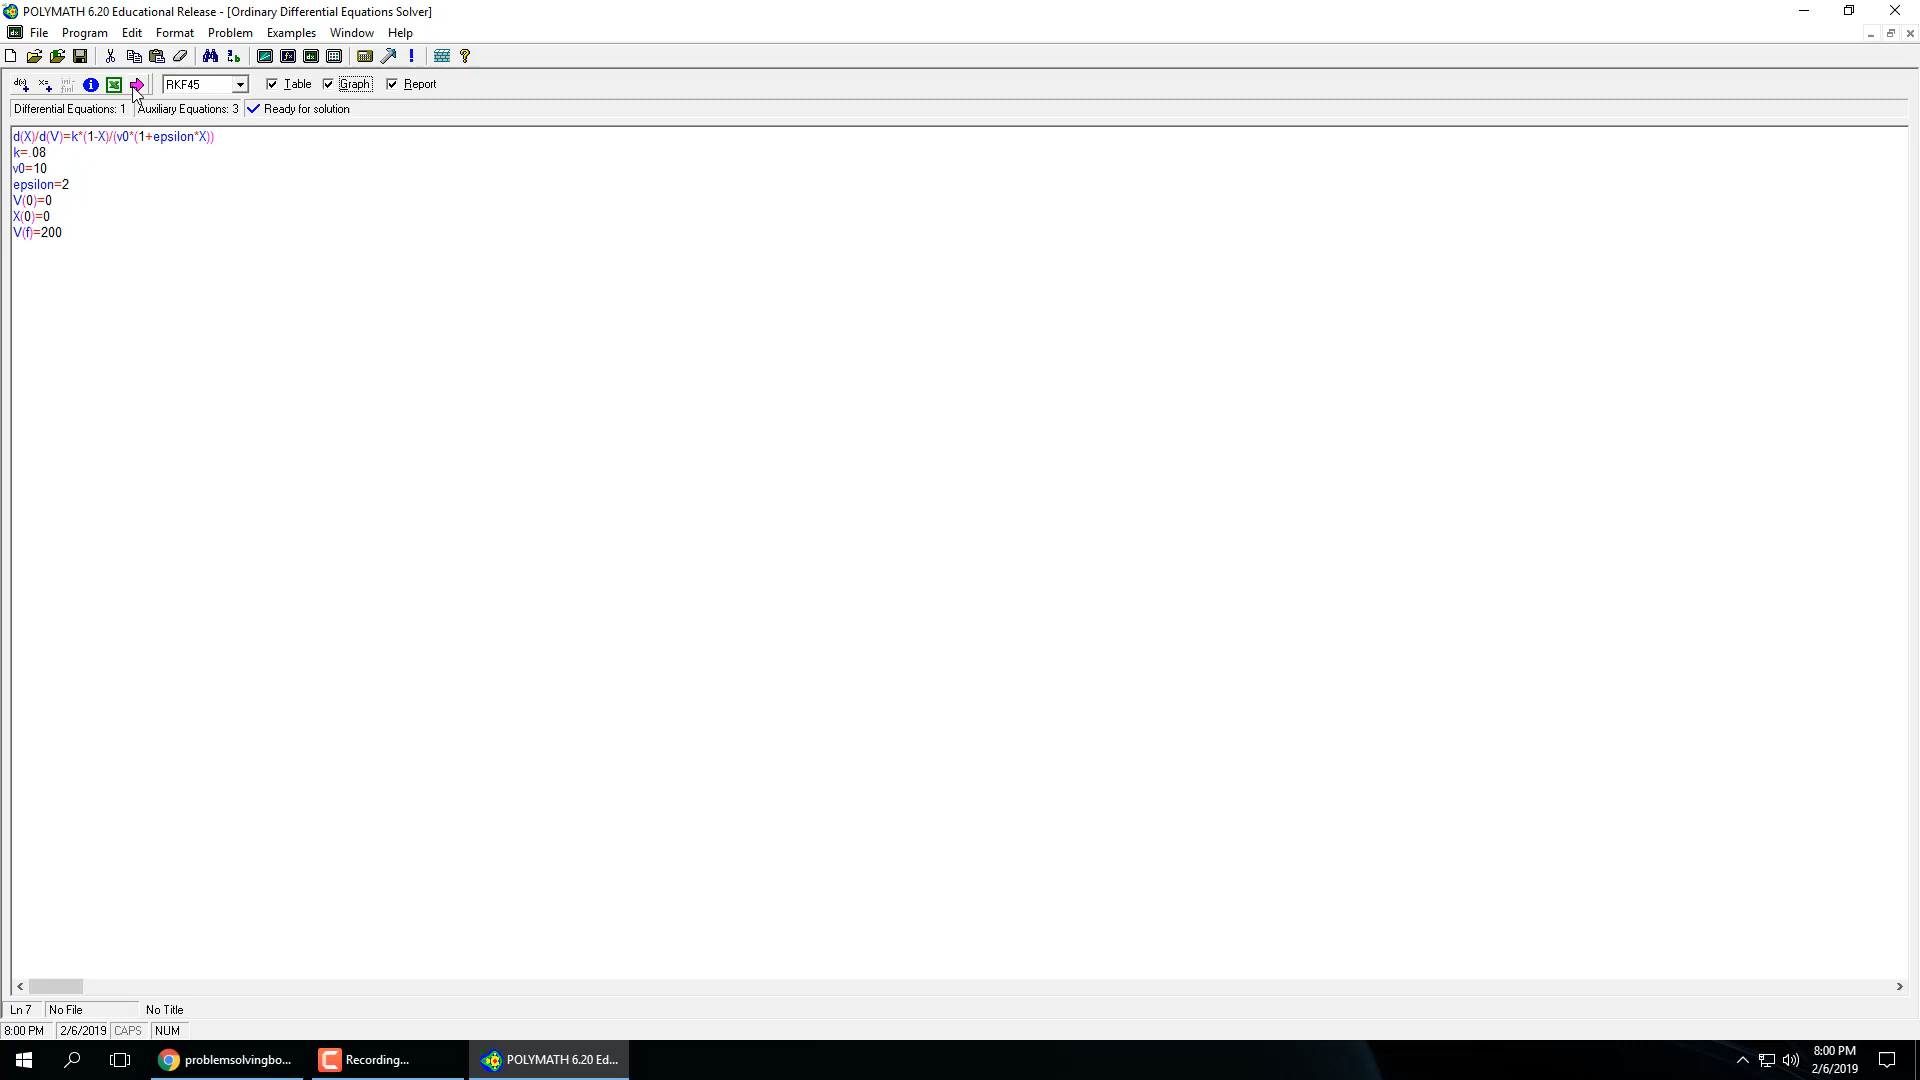 POLYMATH 6.20 Educational Release - [Ordinary Differential Equations Solver]
File Program Edit Format Problem Examples Window Help
RKF45 Table Graph Report
Differential Equations: 1 Auxiliary Equations: 3 Ready for solution
d(X)/d(V)=k*(1-X)/(v0*(1+epsilon*X))
k=.08
v0=10
epsilon=2
V(0)=0
X(0)=0
V(f)=200
Ln 7 No File No Title
8:00 PM 2/6/2019 CAPS NUM
problemsolvingbo... Recording... POLYMATH 6.20 Ed... 8:00 PM
2/6/2019